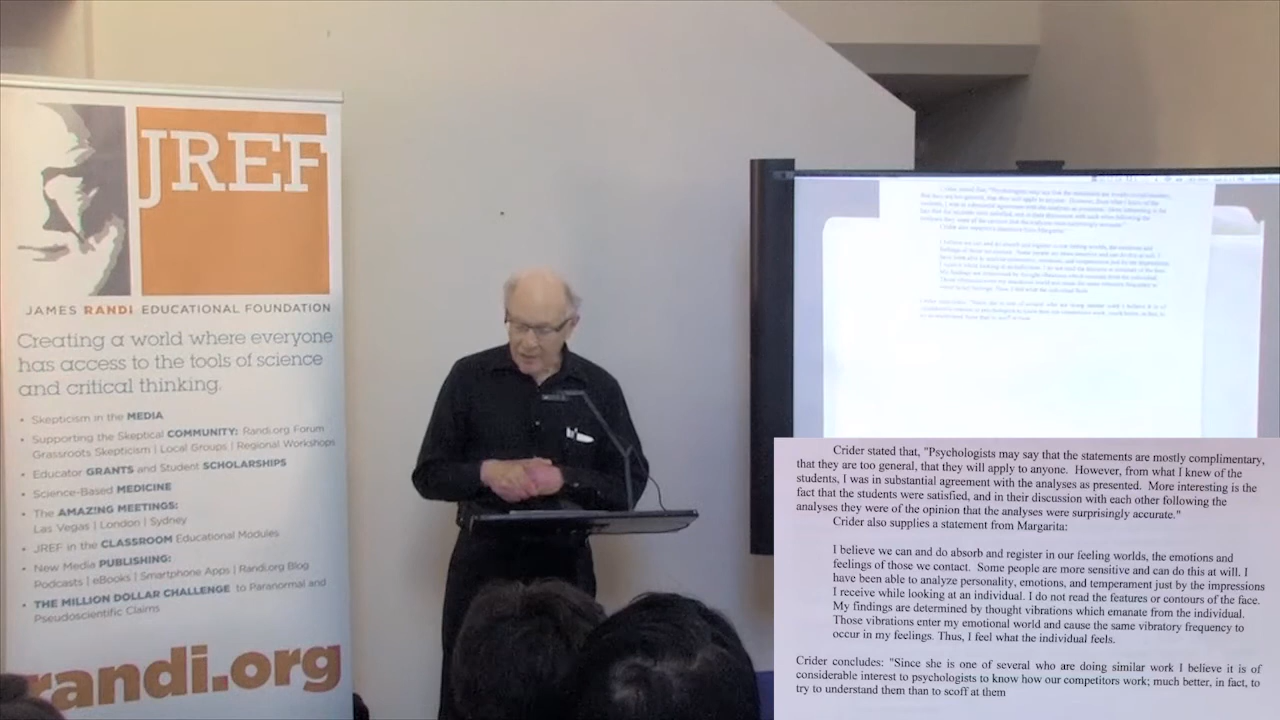 JREF
JAMES RANDI EDUCATIONAL FOUNDATION
Creating a world where everyone
has access to the tools of science
and critical thinking.
• Skepticism in the MEDIA
• Supporting the Skeptical COMMUNITY: Randi.org Forum
Grassroots Skepticism | Local Groups | Regional Workshops
• Educator GRANTS and Student SCHOLARSHIPS
• Science-Based MEDICINE
• The AMAZ!NG MEETINGS:
Las Vegas | London | Sydney
• JREF in the CLASSROOM Educational Modules
• New Media PUBLISHING:
Podcasts | eBooks | Smartphone Apps | Randi.org Blog
• THE MILLION DOLLAR CHALLENGE to Paranormal and
Pseudoscientific Claims
randi.org
Crider stated that, "Psychologists may say that the statements are mostly complimentary,
that they are too general, that they will apply to anyone. However, from what I knew of the
students, I was in substantial agreement with the analyses as presented. More interesting is the
fact that the students were satisfied, and in their discussion with each other following the
analyses they were of the opinion that the analyses were surprisingly accurate."
Crider also supplies a statement from Margarita:
I believe we can and do absorb and register in our feeling worlds, the emotions and
feelings of those we contact. Some people are more sensitive and can do this at will. I
have been able to analyze personality, emotions, and temperament just by the impressions
I receive while looking at an individual. I do not read the features or contours of the face.
My findings are determined by thought vibrations which emanate from the individual.
Those vibrations enter my emotional world and cause the same vibratory frequency to
occur in my feelings. Thus, I feel what the individual feels.
Crider concludes: "Since she is one of several who are doing similar work I believe it is of
considerable interest to psychologists to know how our competitors work; much better, in fact, to
try to understand them than to scoff at them